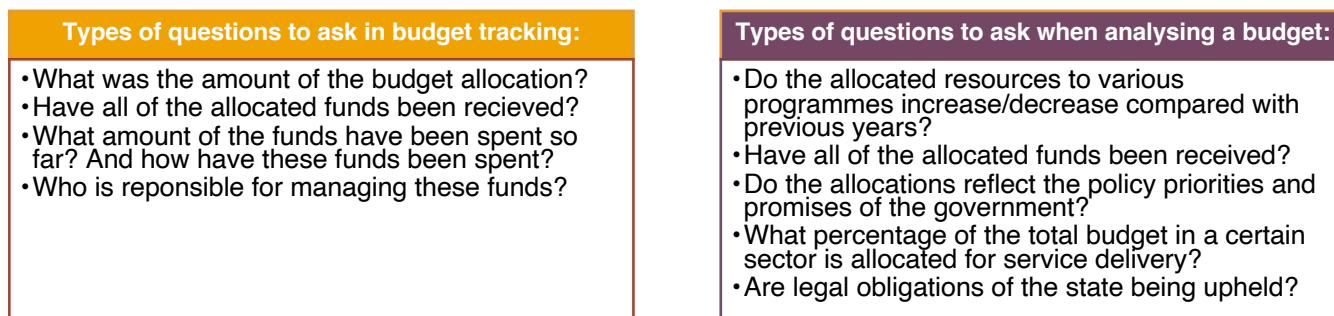 Types of questions to ask in budget tracking:
•What was the amount of the budget allocation?
•Have all of the allocated funds been recieved?
•What amount of the funds have been spent so
far? And how have these funds been spent?
•Who is reponsible for managing these funds?
Types of questions to ask when analysing a budget:
•Do the allocated resources to various
programmes increase/decrease compared with
previous years?
•Have all of the allocated funds been received?
•Do the allocations reflect the policy priorities and
promises of the government?
•What percentage of the total budget in a certain
sector is allocated for service delivery?
•Are legal obligations of the state being upheld?